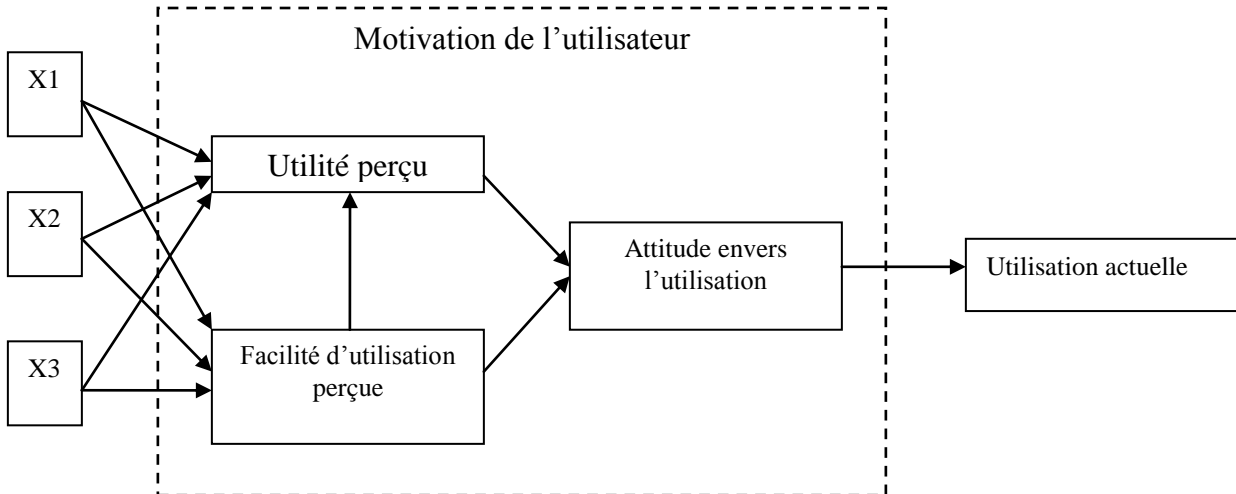 Motivation de l’utilisateur
X1
Utilité perçu
X2
Attitude envers
l’utilisation
Utilisation actuelle
X3
Facilité d’utilisation
perçue